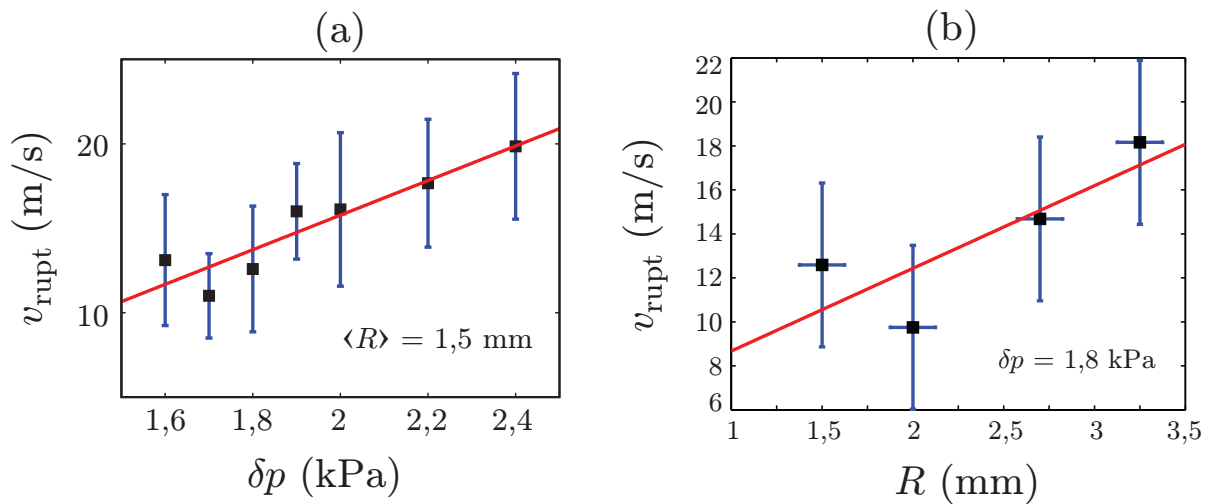 (a)
v_rupt (m/s)
20
10
‹R› = 1,5 mm
1,6 1,8 2 2,2 2,4
δp (kPa)
(b)
v_rupt (m/s)
22
20
18
16
14
12
10
8
6
δp = 1,8 kPa
1 1,5 2 2,5 3 3,5
R (mm)